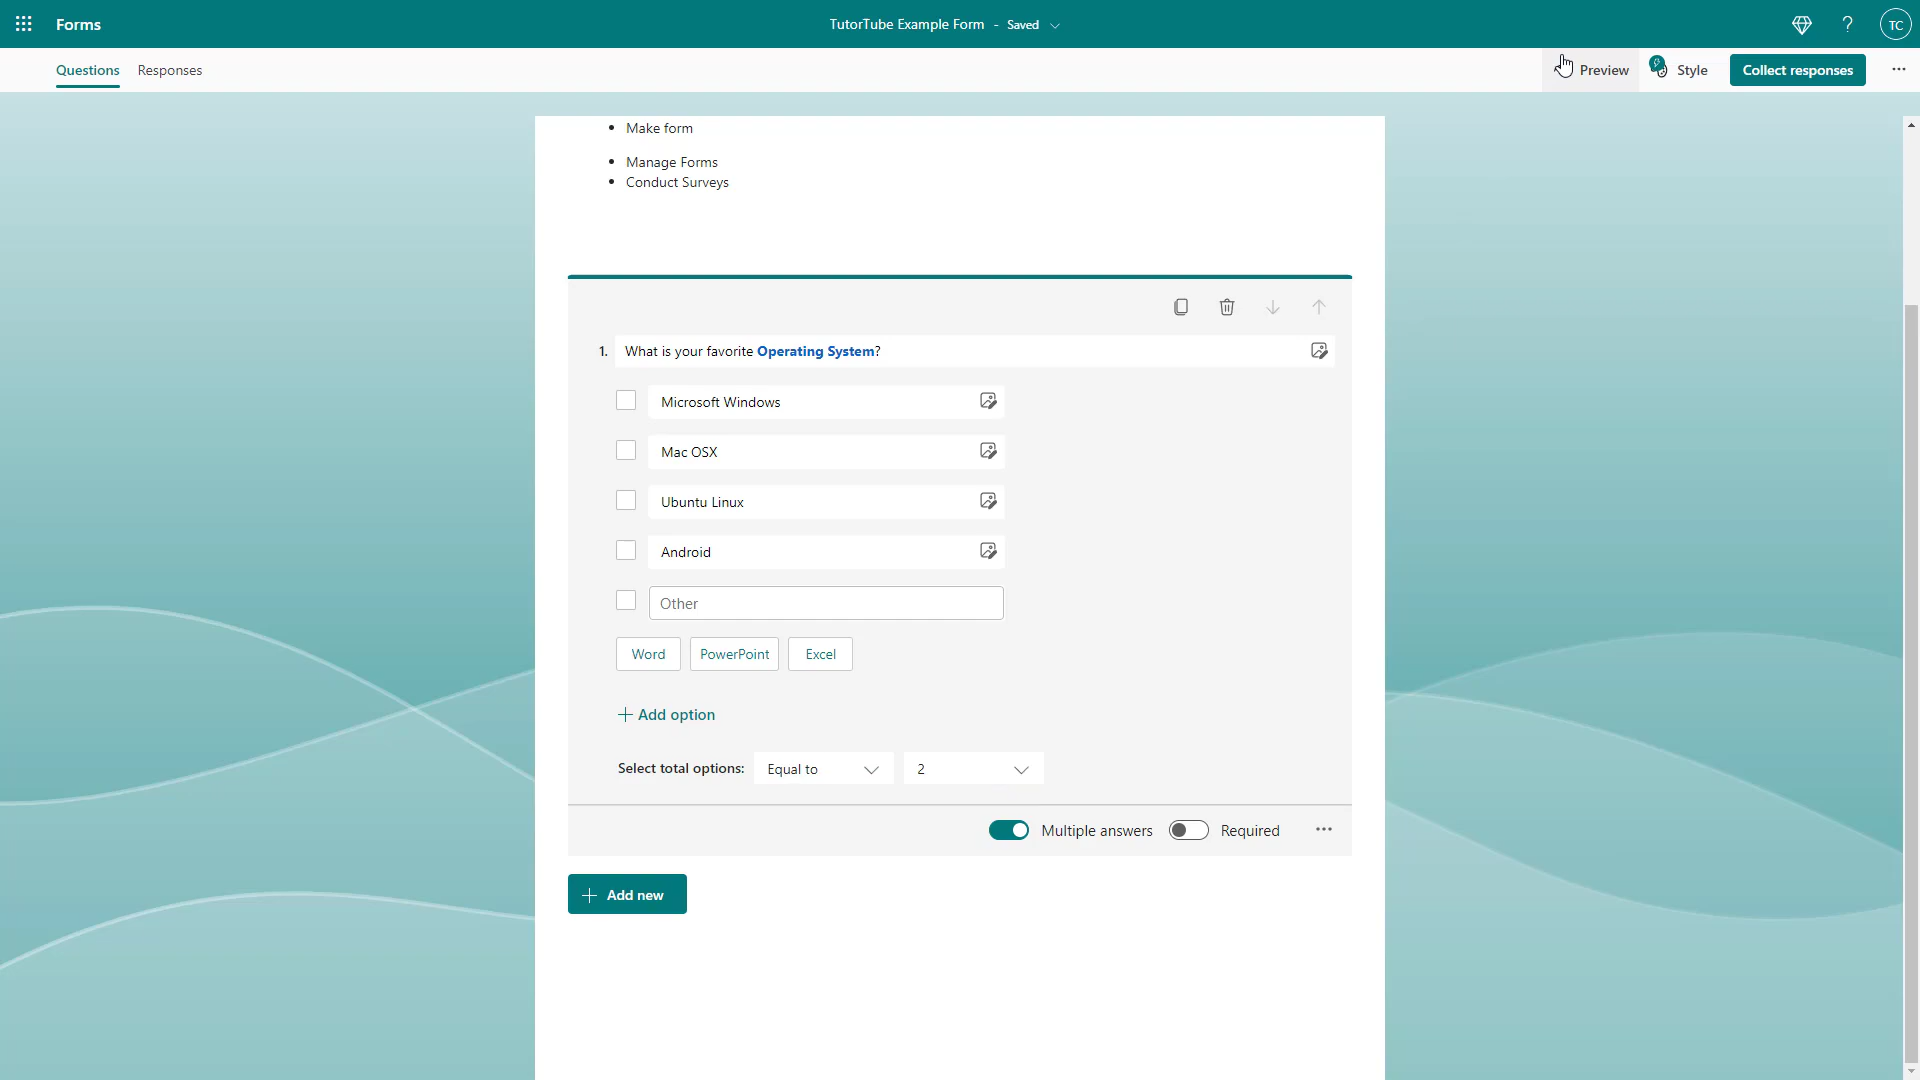 Forms
TutorTube Example Form - Saved
? TC
Questions Responses
Preview Style Collect responses ...
• Make form
• Manage Forms
• Conduct Surveys
1. What is your favorite Operating System?
Microsoft Windows
Mac OSX
Ubuntu Linux
Android
Other
Word PowerPoint Excel
+ Add option
Select total options: Equal to 2
Multiple answers Required ...
+ Add new